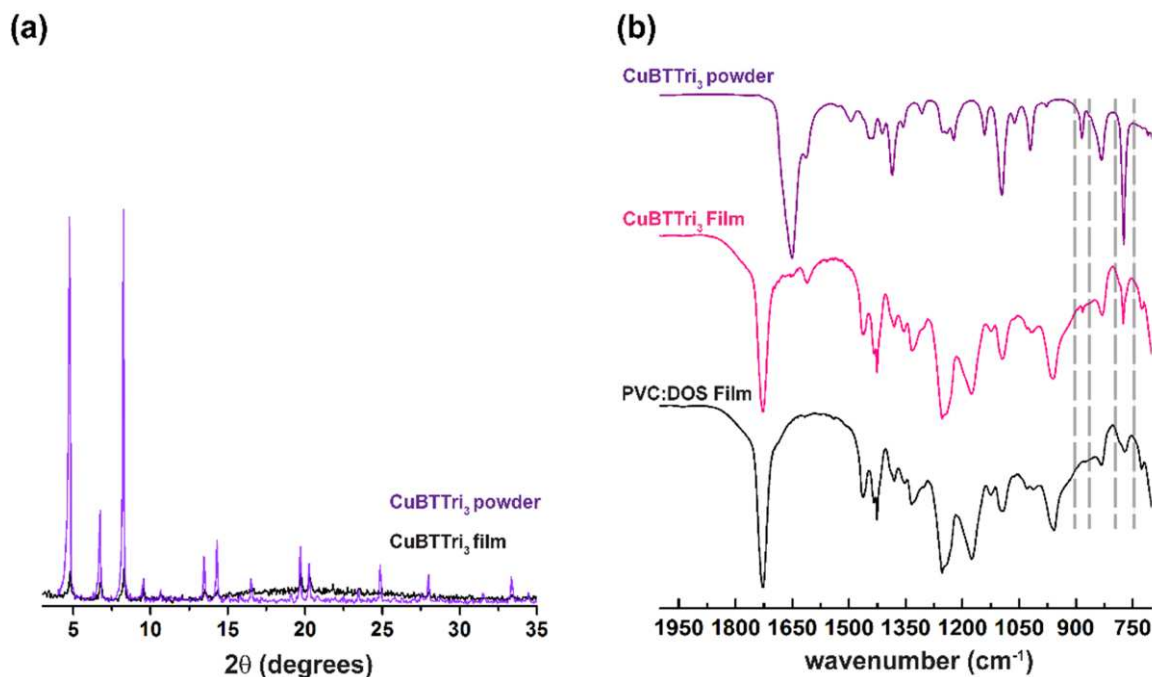 (a)
CuBTTri₃ powder
CuBTTri₃ film
5 10 15 20 25 30 35
2θ (degrees)
(b)
CuBTTri₃ powder
CuBTTri₃ Film
PVC:DOS Film
1950 1800 1650 1500 1350 1200 1050 900 750
wavenumber (cm⁻¹)